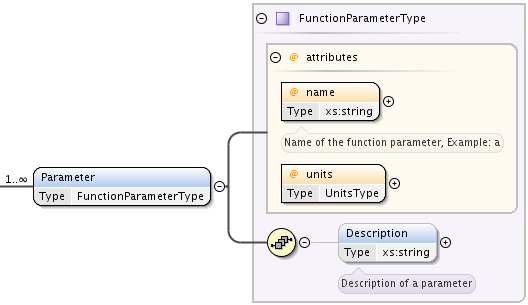 FunctionParameterType
@ attributes
@ name
Type xs:string
Name of the function parameter, Example: a
1..∞
Parameter
Type FunctionParameterType
@ units
Type UnitsType
Description
Type xs:string
Description of a parameter